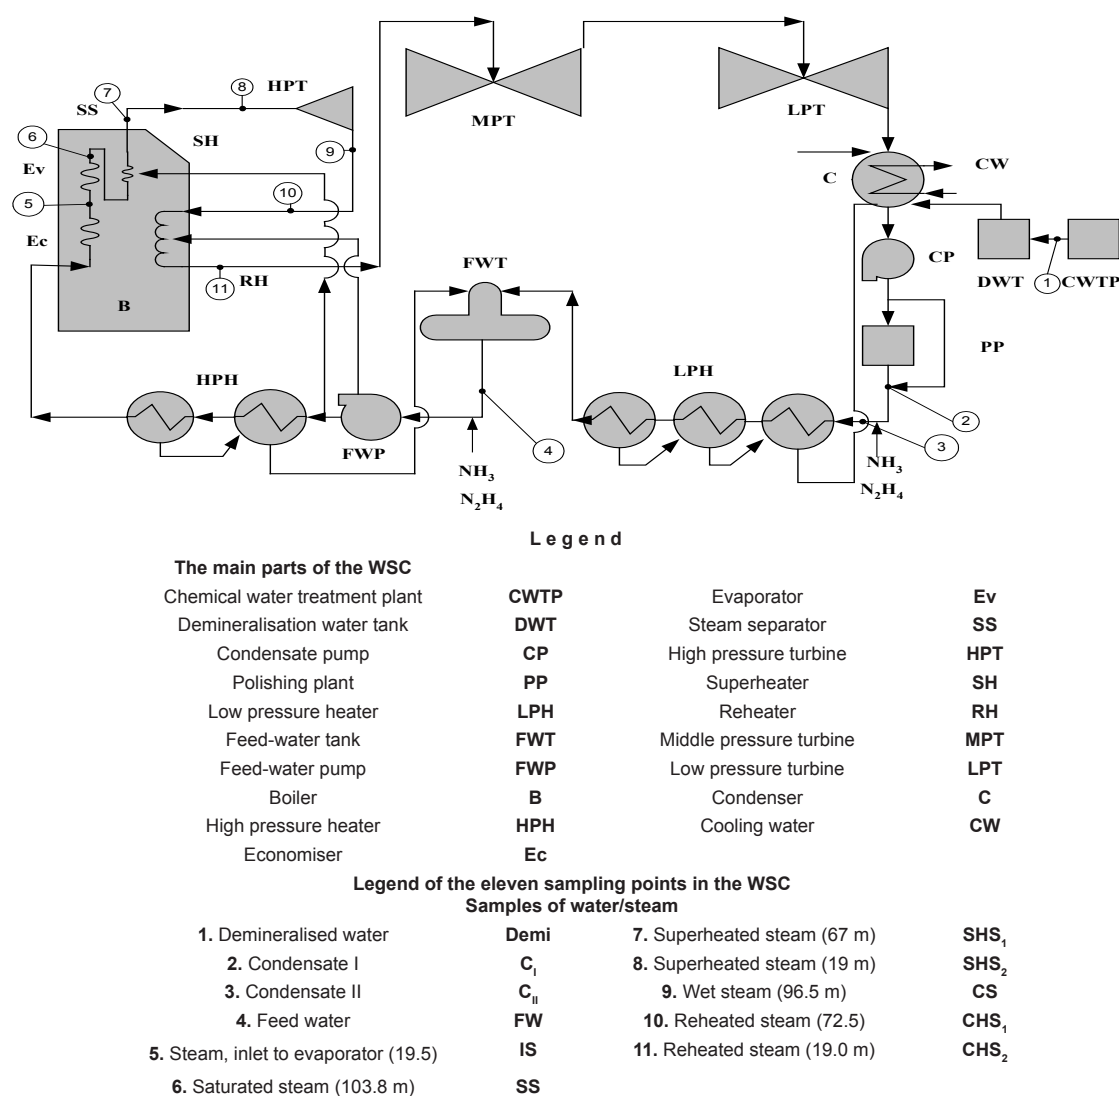 8
HPT
7
SS
MPT
LPT
6
SH
9
Ev
C
CW
10
5
Ec
FWT
CP
DWT
1
CWTP
11
RH
B
PP
HPH
LPH
2
FWP
4
3
NH3
N2H4
NH3
N2H4
Legend
The main parts of the WSC
Chemical water treatment plant CWTP Evaporator Ev
Demineralisation water tank DWT Steam separator SS
Condensate pump CP High pressure turbine HPT
Polishing plant PP Superheater SH
Low pressure heater LPH Reheater RH
Feed-water tank FWT Middle pressure turbine MPT
Feed-water pump FWP Low pressure turbine LPT
Boiler B Condenser C
High pressure heater HPH Cooling water CW
Economiser Ec
Legend of the eleven sampling points in the WSC
Samples of water/steam
1. Demineralised water Demi 7. Superheated steam (67 m) SHS1
2. Condensate I CI 8. Superheated steam (19 m) SHS2
3. Condensate II CII 9. Wet steam (96.5 m) CS
4. Feed water FW 10. Reheated steam (72.5) CHS1
5. Steam, inlet to evaporator (19.5) IS 11. Reheated steam (19.0 m) CHS2
6. Saturated steam (103.8 m) SS